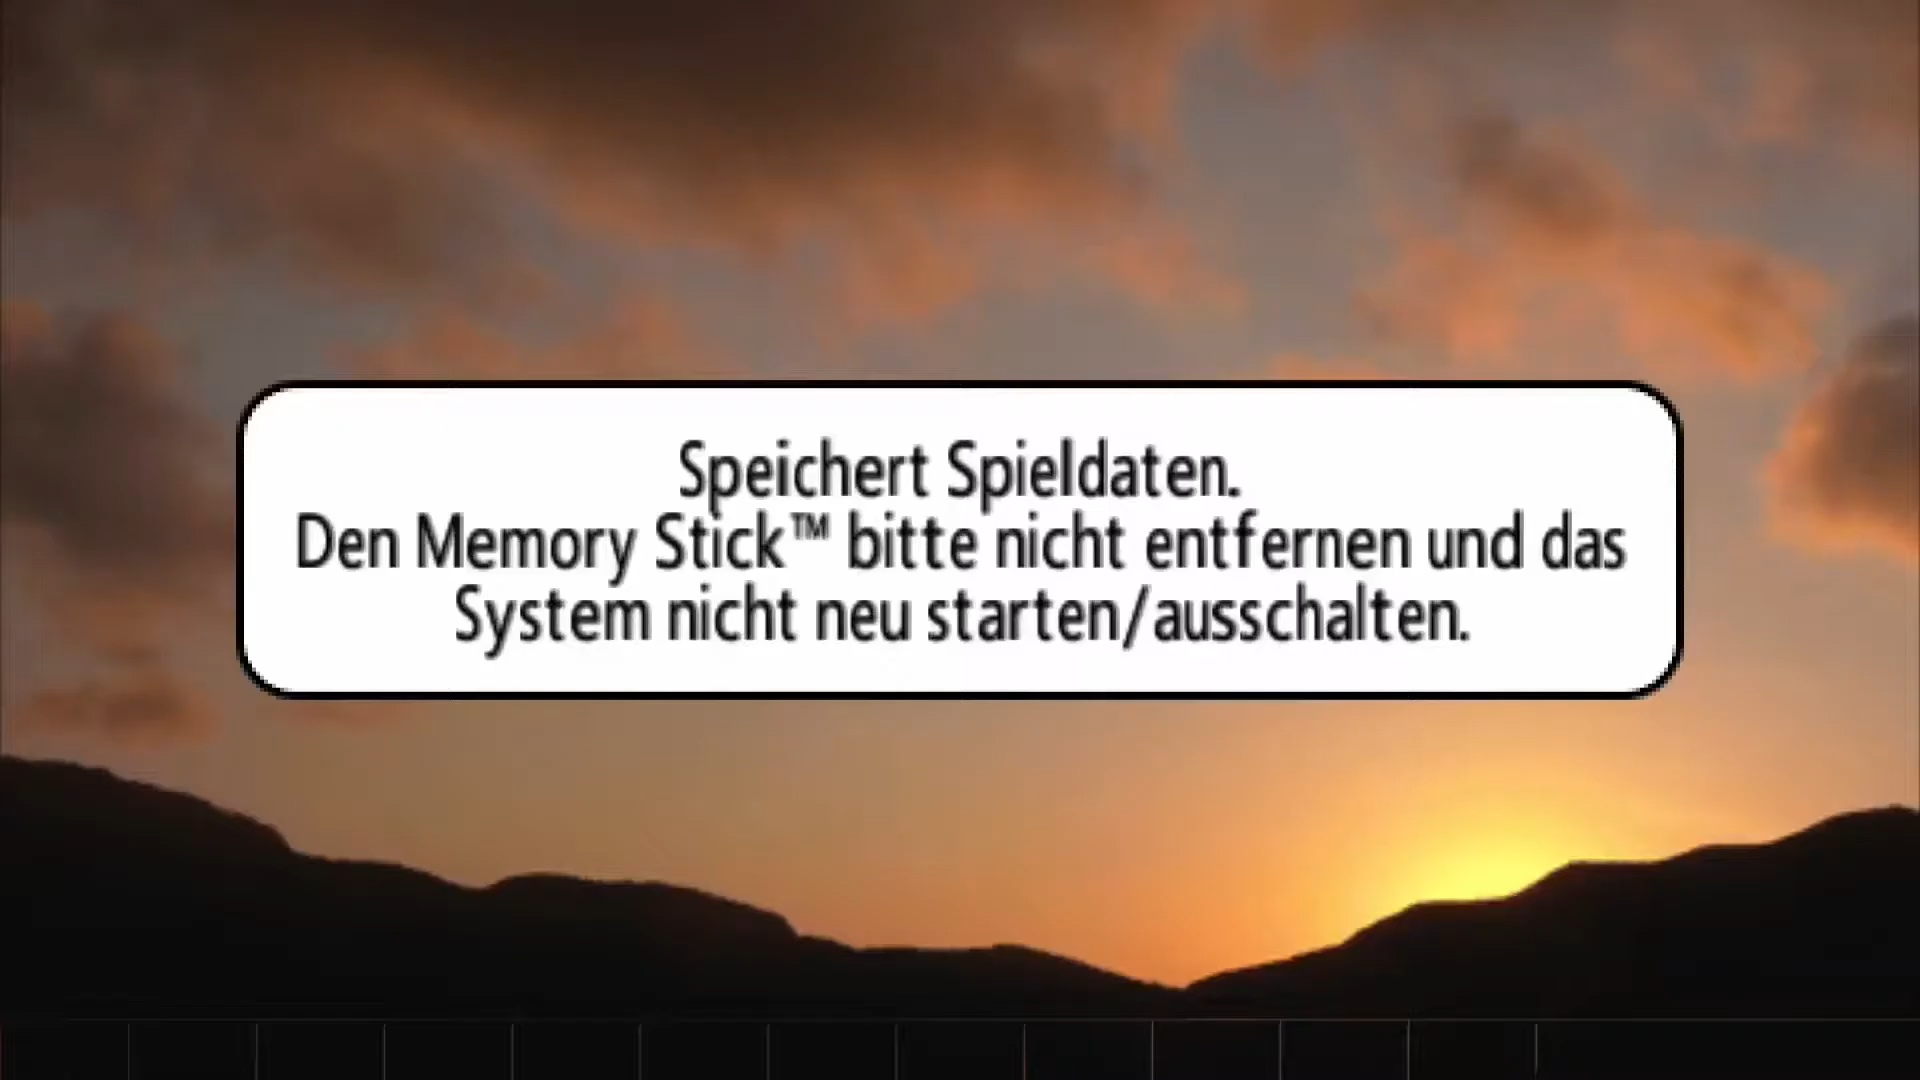 Speichert Spieldaten.
Den Memory Stick™ bitte nicht entfernen und das
System nicht neu starten/ausschalten.